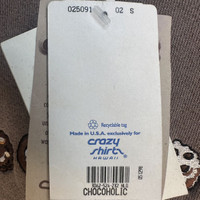 025091 02 S
Recyclable tag
Made in U.S.A. exclusively for
crazy
shirts
HAWAII
CHOCOHOLIC